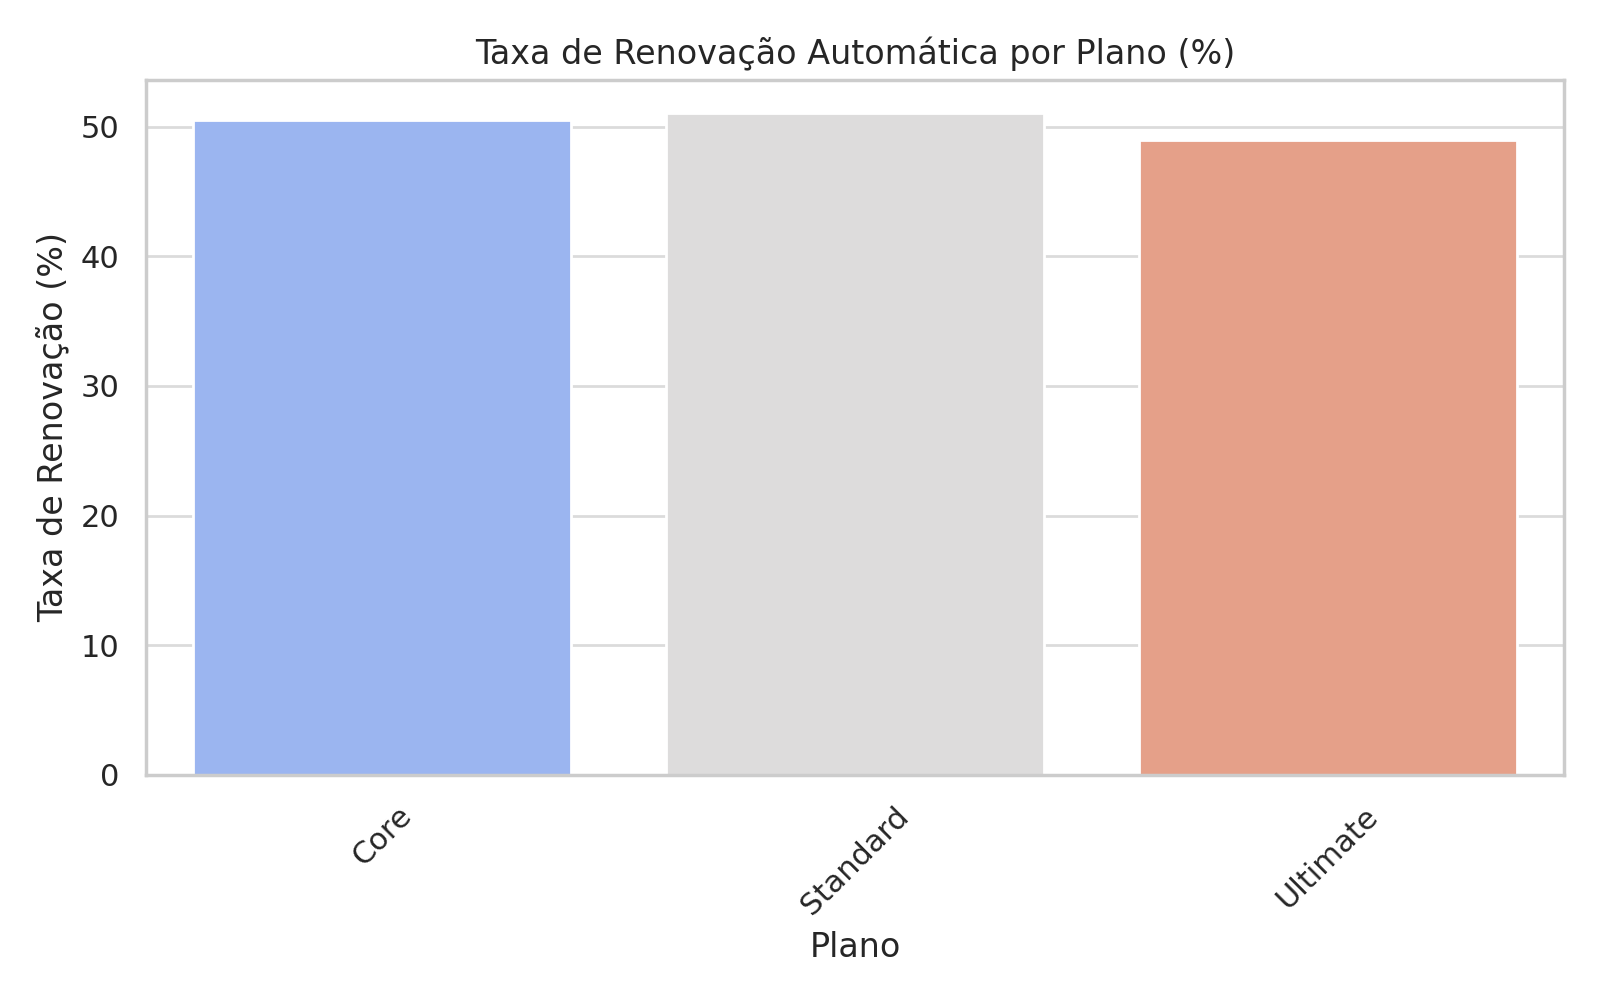 Taxa de Renovação Automática por Plano (%)
Taxa de Renovação (%)
50
40
30
20
10
0
Core
Standard
Ultimate
Plano